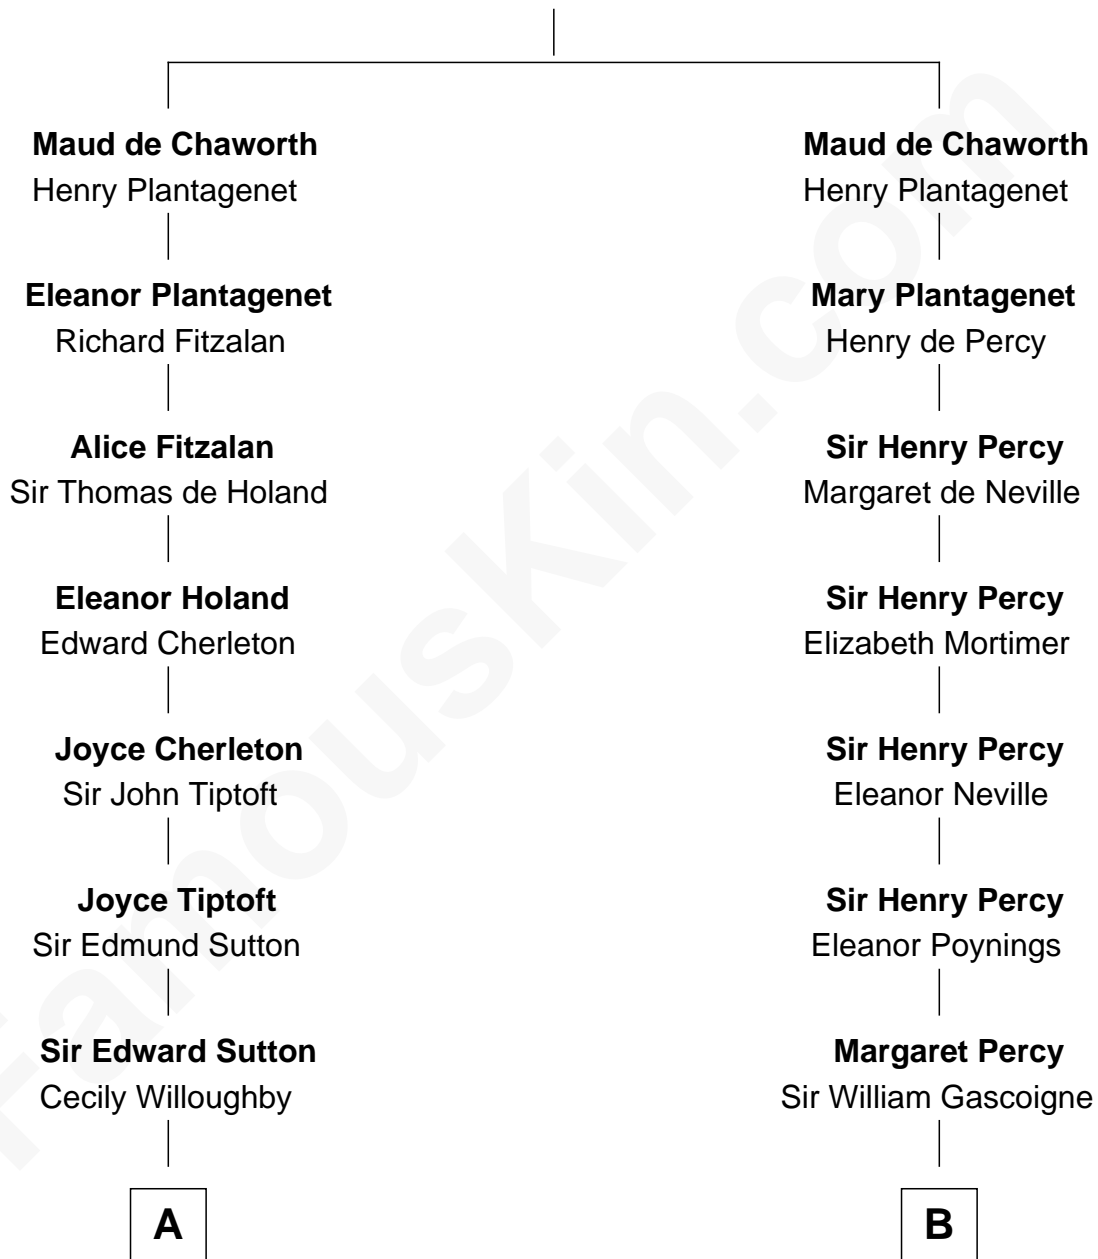 Maud de Chaworth
Henry Plantagenet
Eleanor Plantagenet
Richard Fitzalan
Alice Fitzalan
Sir Thomas de Holand
Eleanor Holand
Edward Cherleton
Joyce Cherleton
Sir John Tiptoft
Joyce Tiptoft
Sir Edmund Sutton
Sir Edward Sutton
Cecily Willoughby
A
Maud de Chaworth
Henry Plantagenet
Mary Plantagenet
Henry de Percy
Sir Henry Percy
Margaret de Neville
Sir Henry Percy
Elizabeth Mortimer
Sir Henry Percy
Eleanor Neville
Sir Henry Percy
Eleanor Poynings
Margaret Percy
Sir William Gascoigne
B
FamousKin.com